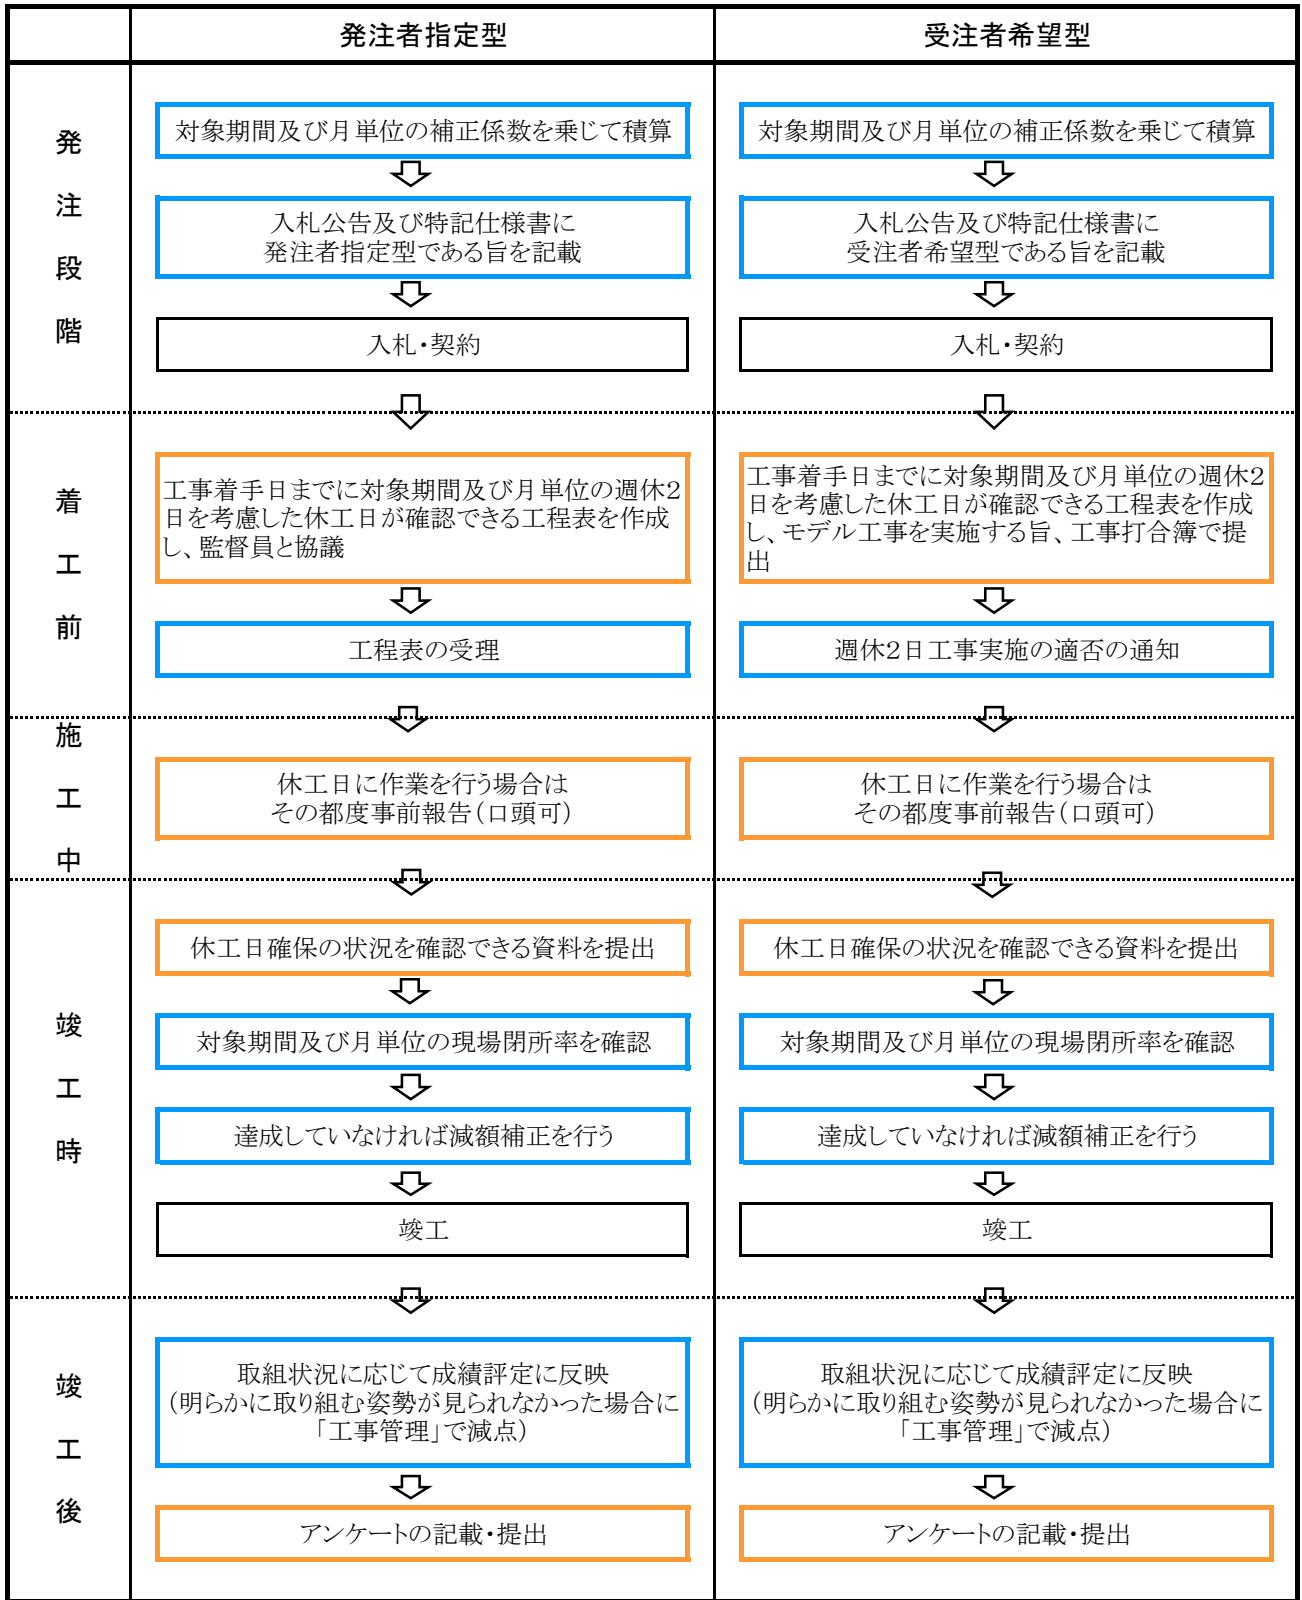 発注者指定型
受注者希望型
発
注
段
階
対象期間及び月単位の補正係数を乗じて積算
入札公告及び特記仕様書に
発注者指定型である旨を記載
入札・契約
対象期間及び月単位の補正係数を乗じて積算
入札公告及び特記仕様書に
受注者希望型である旨を記載
入札・契約
着
工
前
工事着手日までに対象期間及び月単位の週休2
日を考慮した休工日が確認できる工程表を作成
し、監督員と協議
工程表の受理
工事着手日までに対象期間及び月単位の週休2
日を考慮した休工日が確認できる工程表を作成
し、モデル工事を実施する旨、工事打合簿で提
出
週休2日工事実施の適否の通知
施
工
中
休工日に作業を行う場合は
その都度事前報告(口頭可)
休工日に作業を行う場合は
その都度事前報告(口頭可)
竣
工
時
休工日確保の状況を確認できる資料を提出
対象期間及び月単位の現場閉所率を確認
達成していなければ減額補正を行う
竣工
休工日確保の状況を確認できる資料を提出
対象期間及び月単位の現場閉所率を確認
達成していなければ減額補正を行う
竣工
竣
工
後
取組状況に応じて成績評定に反映
(明らかに取り組む姿勢が見られなかった場合に
「工事管理」で減点)
アンケートの記載・提出
取組状況に応じて成績評定に反映
(明らかに取り組む姿勢が見られなかった場合に
「工事管理」で減点)
アンケートの記載・提出